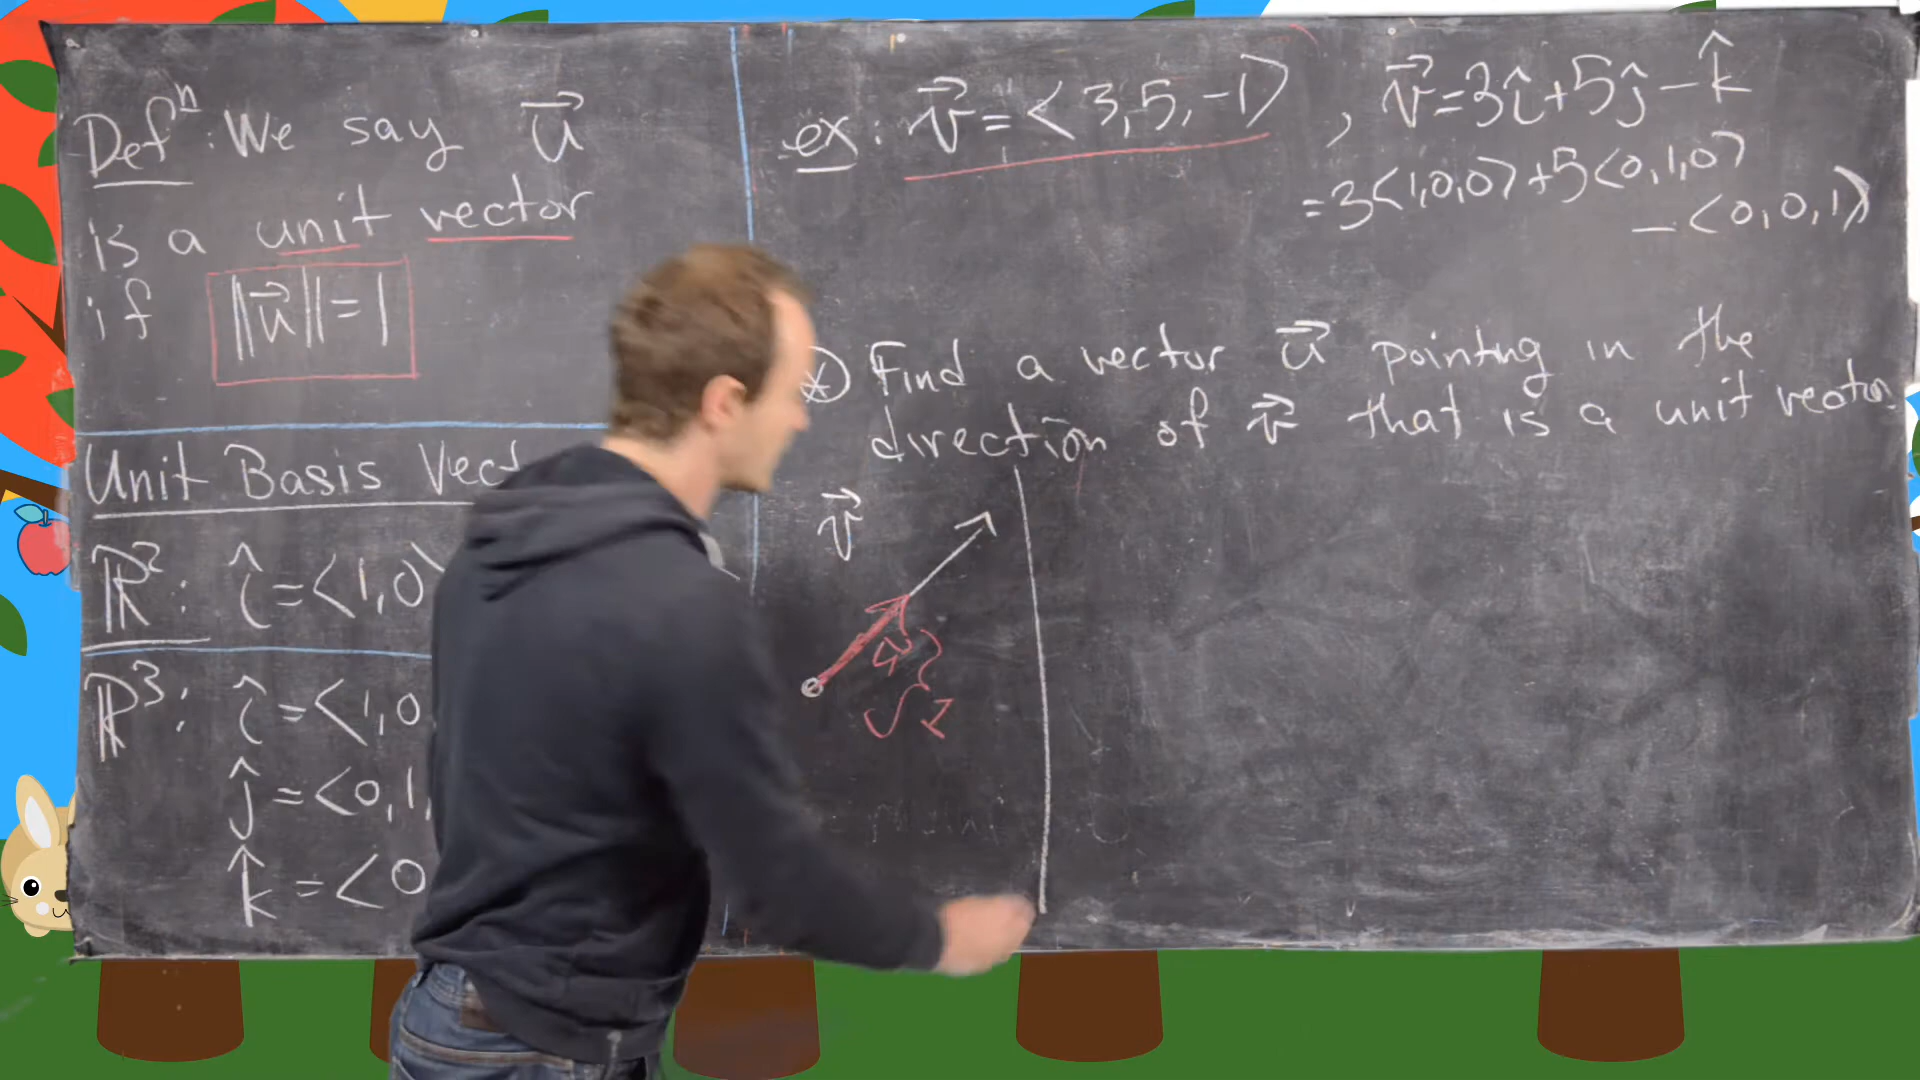 Defⁿ: We say u⃗
is a unit vector
if ||u⃗|| = 1
Unit Basis Vect
ℝ²: î = <1,0>
ℝ³: î = <1,0
ĵ = <0,1,
k̂ = <0
ex: v⃗ = <3,5,-1>, v⃗ = 3î + 5ĵ - k̂
= 3<1,0,0> + 5<0,1,0>
- <0,0,1>
⊛ Find a vector u⃗ pointing in the
direction of v⃗ that is a unit vector.
v⃗